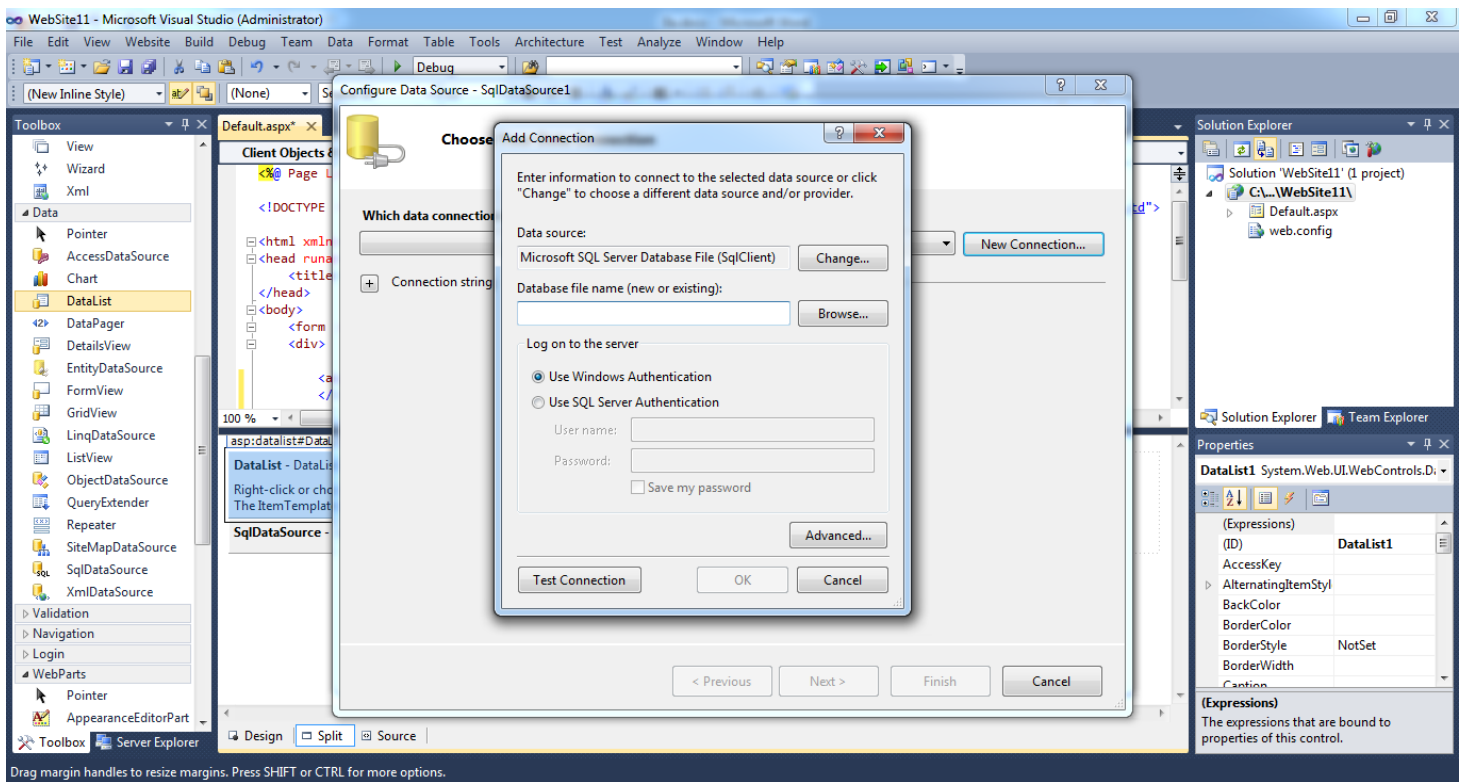 WebSite11 - Microsoft Visual Studio (Administrator)
File Edit View Website Build Debug Team Data Format Table Tools Architecture Test Analyze Window Help
Debug
(New Inline Style) (None)
Configure Data Source - SqlDataSource1
Toolbox
View
Wizard
Xml
Data
Pointer
AccessDataSource
Chart
DataList
DataPager
DetailsView
EntityDataSource
FormView
GridView
LinqDataSource
ListView
ObjectDataSource
QueryExtender
Repeater
SiteMapDataSource
SqlDataSource
XmlDataSource
Validation
Navigation
Login
WebParts
Pointer
AppearanceEditorPart
Toolbox Server Explorer
Default.aspx*
Client Objects &
<%@ Page L
<!DOCTYPE
td">
<html xmln
<head runa
<title
</head>
<body>
<form
<div>
<a
</
100 %
asp:datalist#DataL
DataList - DataLis
Right-click or cho
The ItemTemplat
SqlDataSource -
Design Split Source
Choose
Which data connection
New Connection...
+ Connection string
< Previous Next > Finish Cancel
Add Connection
Enter information to connect to the selected data source or click
"Change" to choose a different data source and/or provider.
Data source:
Microsoft SQL Server Database File (SqlClient) Change...
Database file name (new or existing):
Browse...
Log on to the server
Use Windows Authentication
Use SQL Server Authentication
User name:
Password:
Save my password
Advanced...
Test Connection OK Cancel
Solution Explorer
Solution 'WebSite11' (1 project)
C:\...\WebSite11\
Default.aspx
web.config
Solution Explorer Team Explorer
Properties
DataList1 System.Web.UI.WebControls.Da
(Expressions)
(ID) DataList1
AccessKey
AlternatingItemStyl
BackColor
BorderColor
BorderStyle NotSet
BorderWidth
Caption
(Expressions)
The expressions that are bound to
properties of this control.
Drag margin handles to resize margins. Press SHIFT or CTRL for more options.